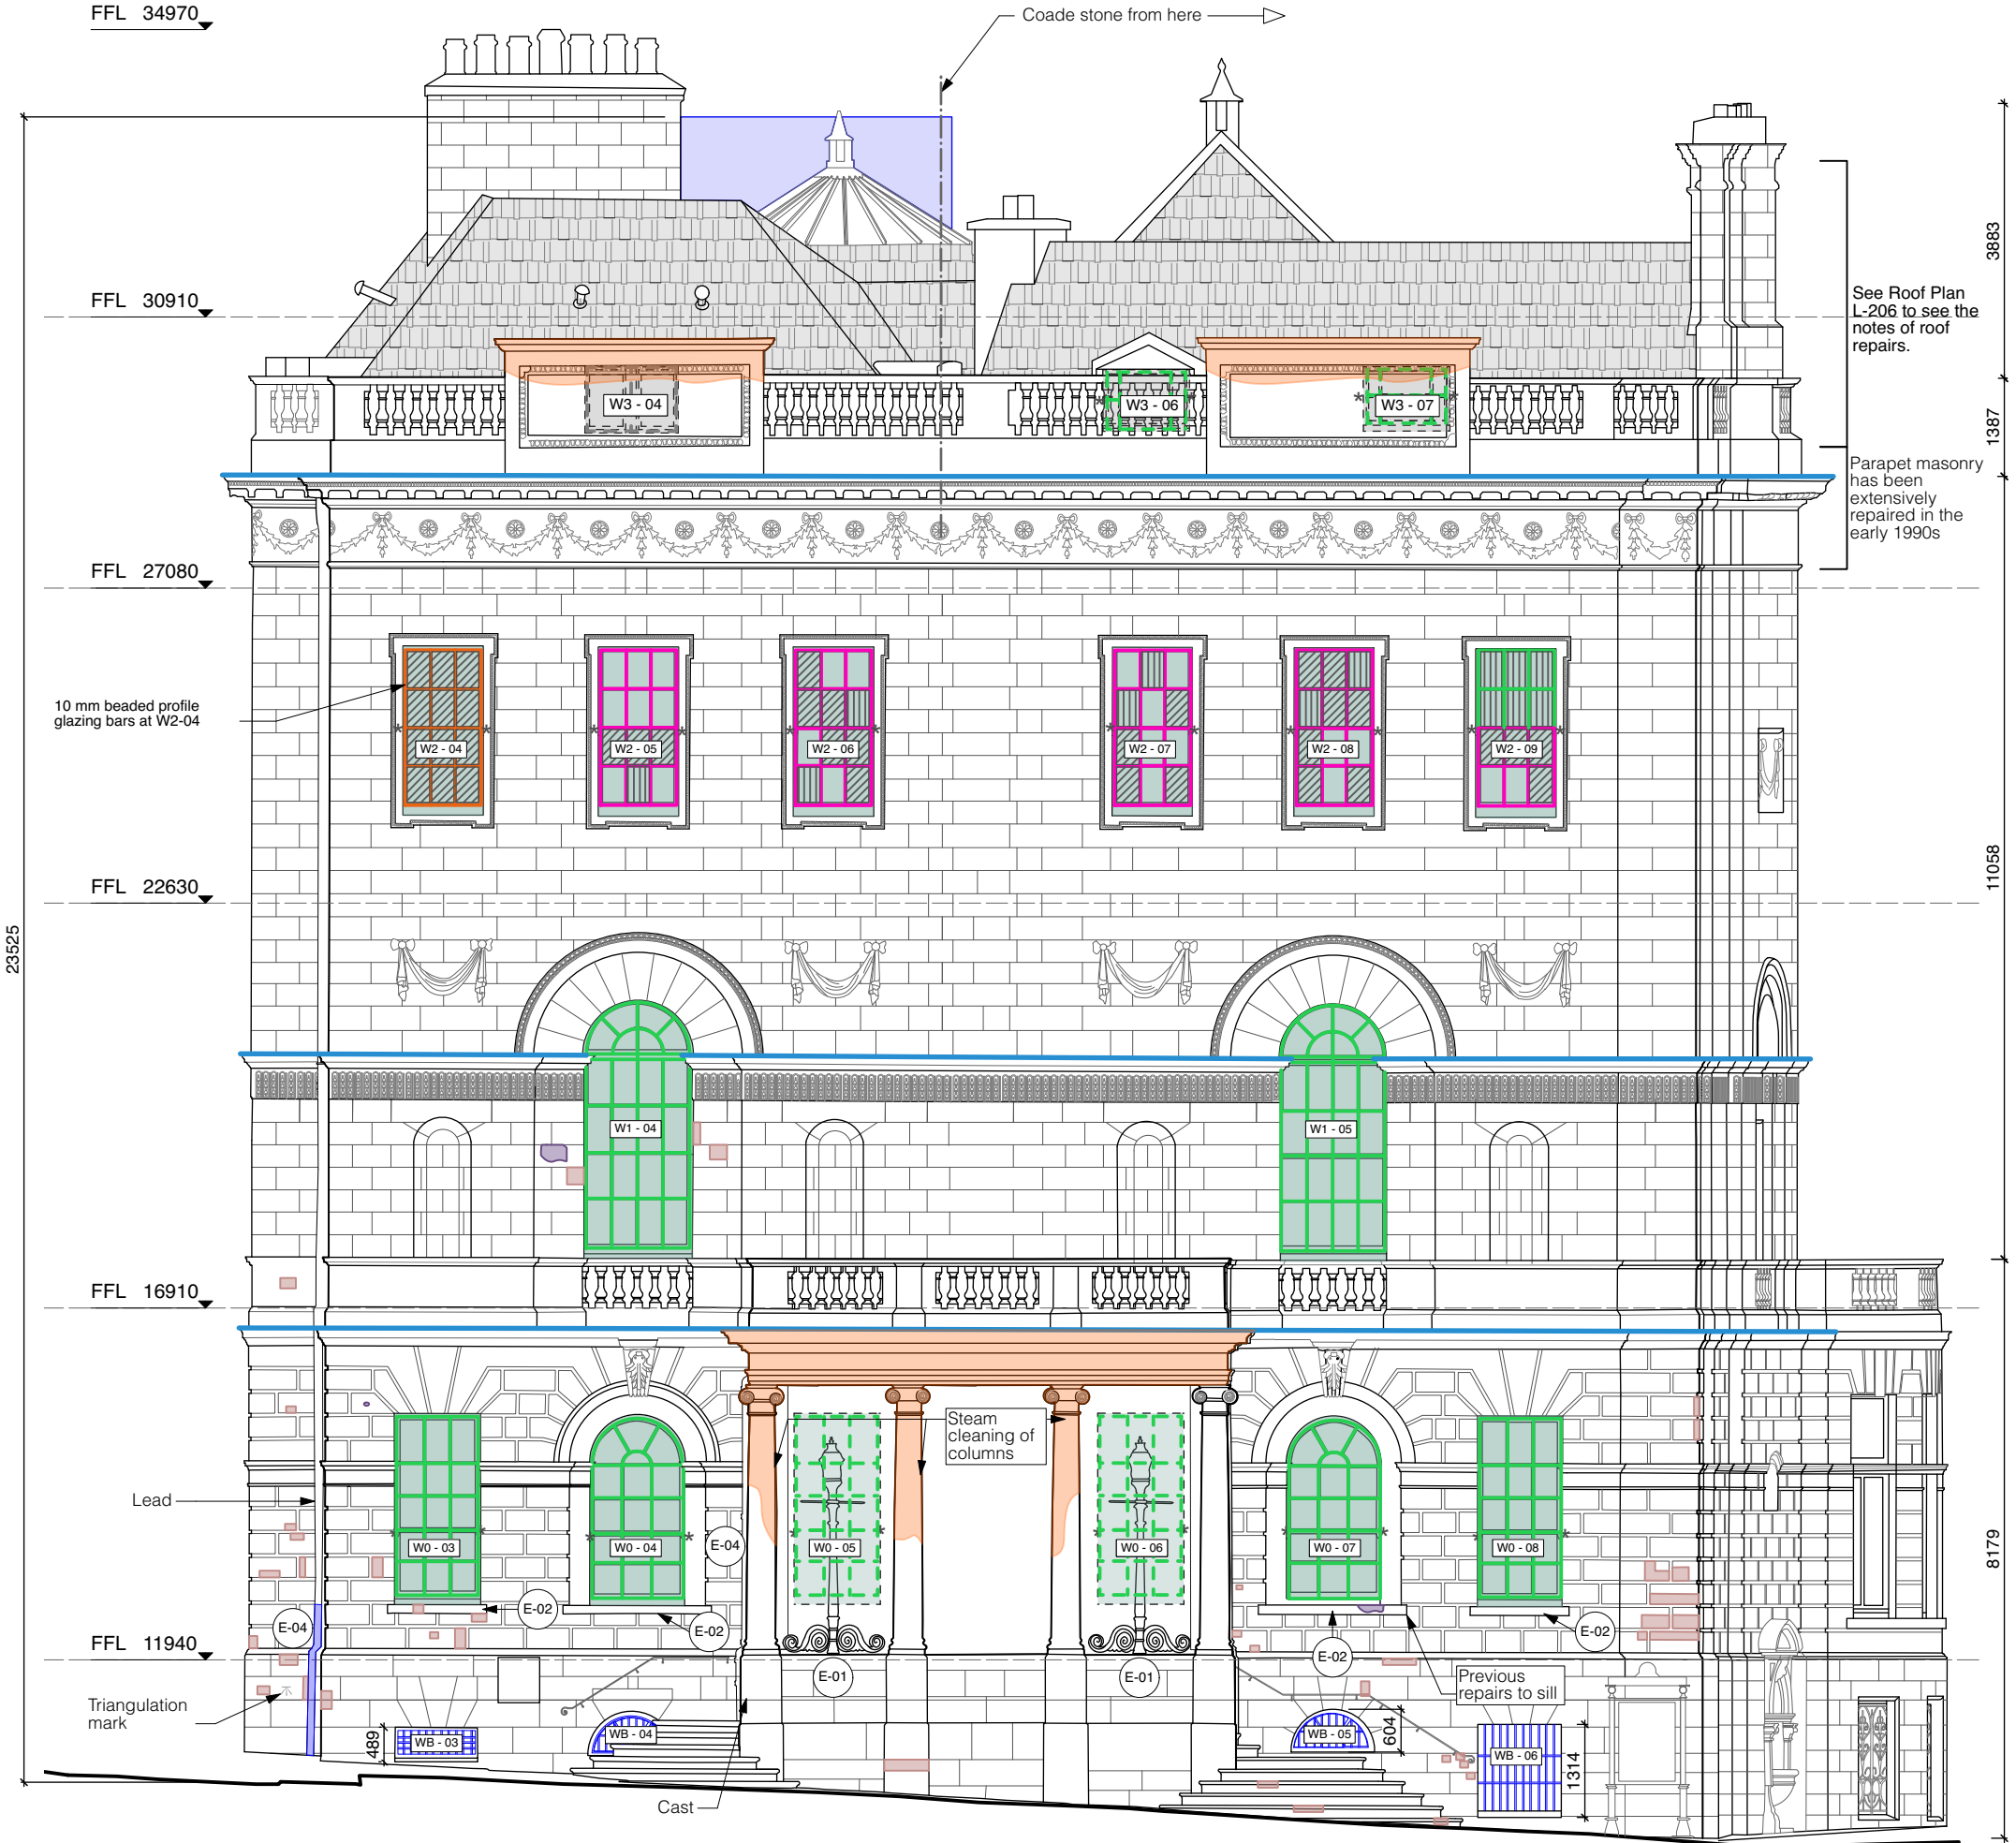 FFL 34970
Coade stone from here
3883
FFL 30910
See Roof Plan
L-206 to see the
notes of roof
repairs.
W3 - 04
W3 - 06
W3 - 07
1387
Parapet masonry
has been
extensively
repaired in the
early 1990s
FFL 27080
10 mm beaded profile
glazing bars at W2-04
W2 - 04
W2 - 05
W2 - 06
W2 - 07
W2 - 08
W2 - 09
11058
FFL 22630
23525
W1 - 04
W1 - 05
FFL 16910
Steam
cleaning of
columns
Lead
W0 - 03
W0 - 04
E-04
W0 - 05
W0 - 06
W0 - 07
W0 - 08
8179
E-04
E-02
E-02
E-02
E-02
FFL 11940
E-01
E-01
Previous
repairs to sill
Triangulation
mark
489
WB - 03
WB - 04
WB - 05
604
WB - 06
1314
Cast